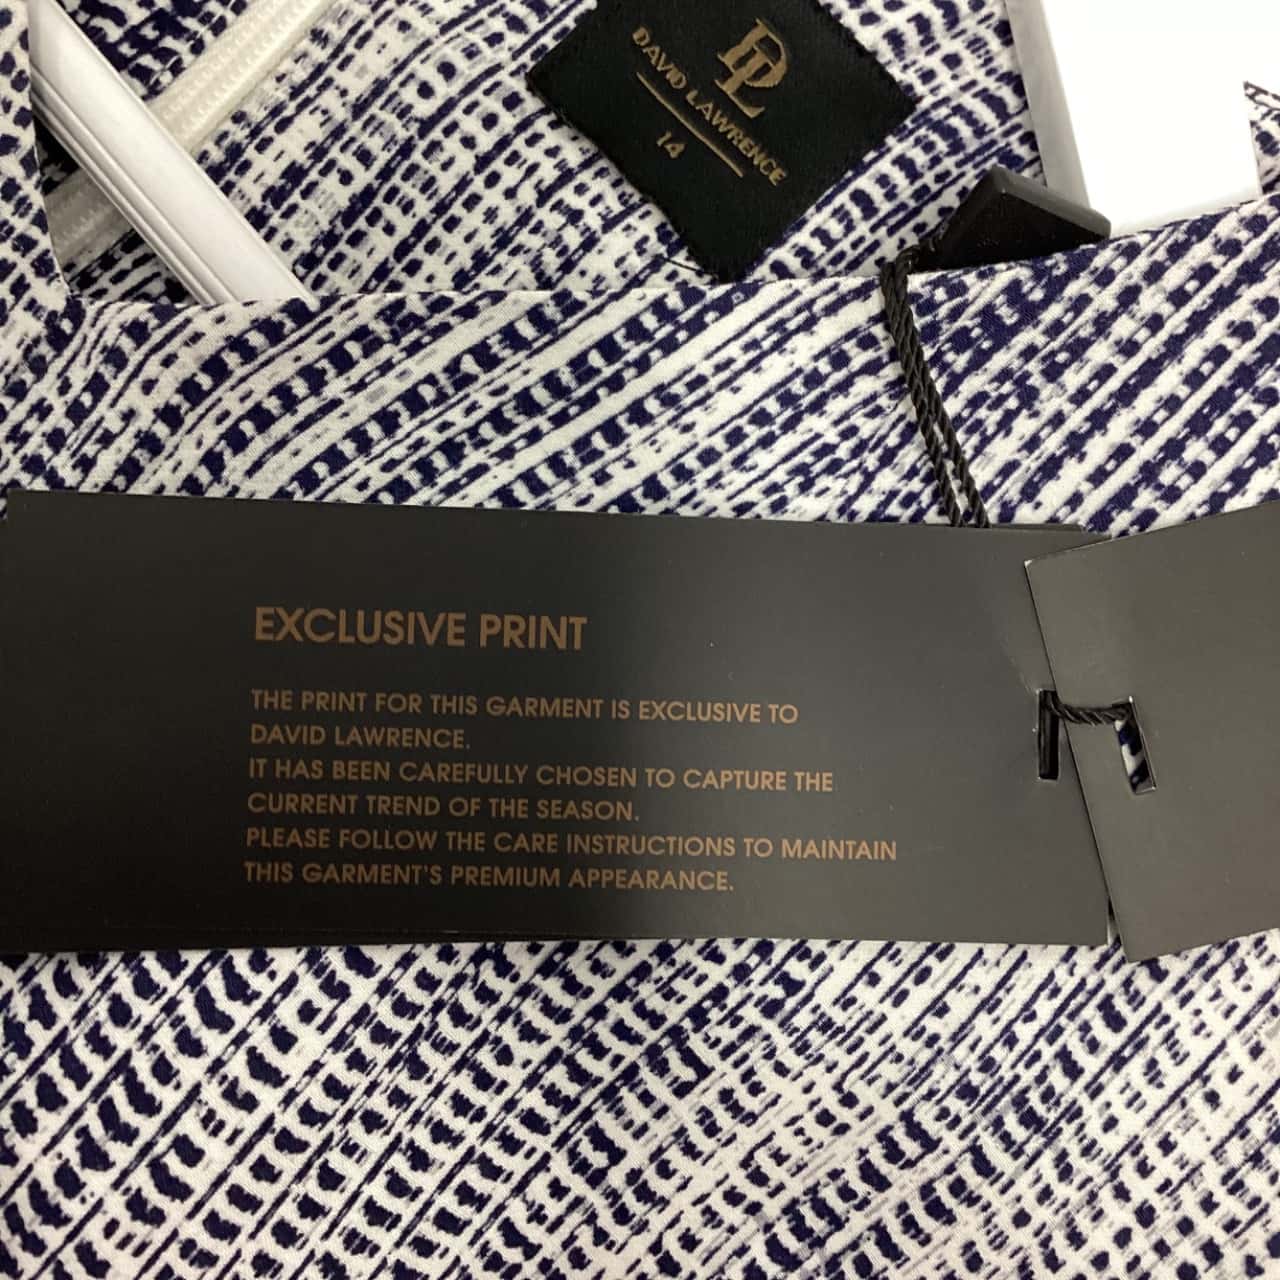 DL
DAVID LAWRENCE
14
EXCLUSIVE PRINT
THE PRINT FOR THIS GARMENT IS EXCLUSIVE TO
DAVID LAWRENCE.
IT HAS BEEN CAREFULLY CHOSEN TO CAPTURE THE
CURRENT TREND OF THE SEASON.
PLEASE FOLLOW THE CARE INSTRUCTIONS TO MAINTAIN
THIS GARMENT'S PREMIUM APPEARANCE.